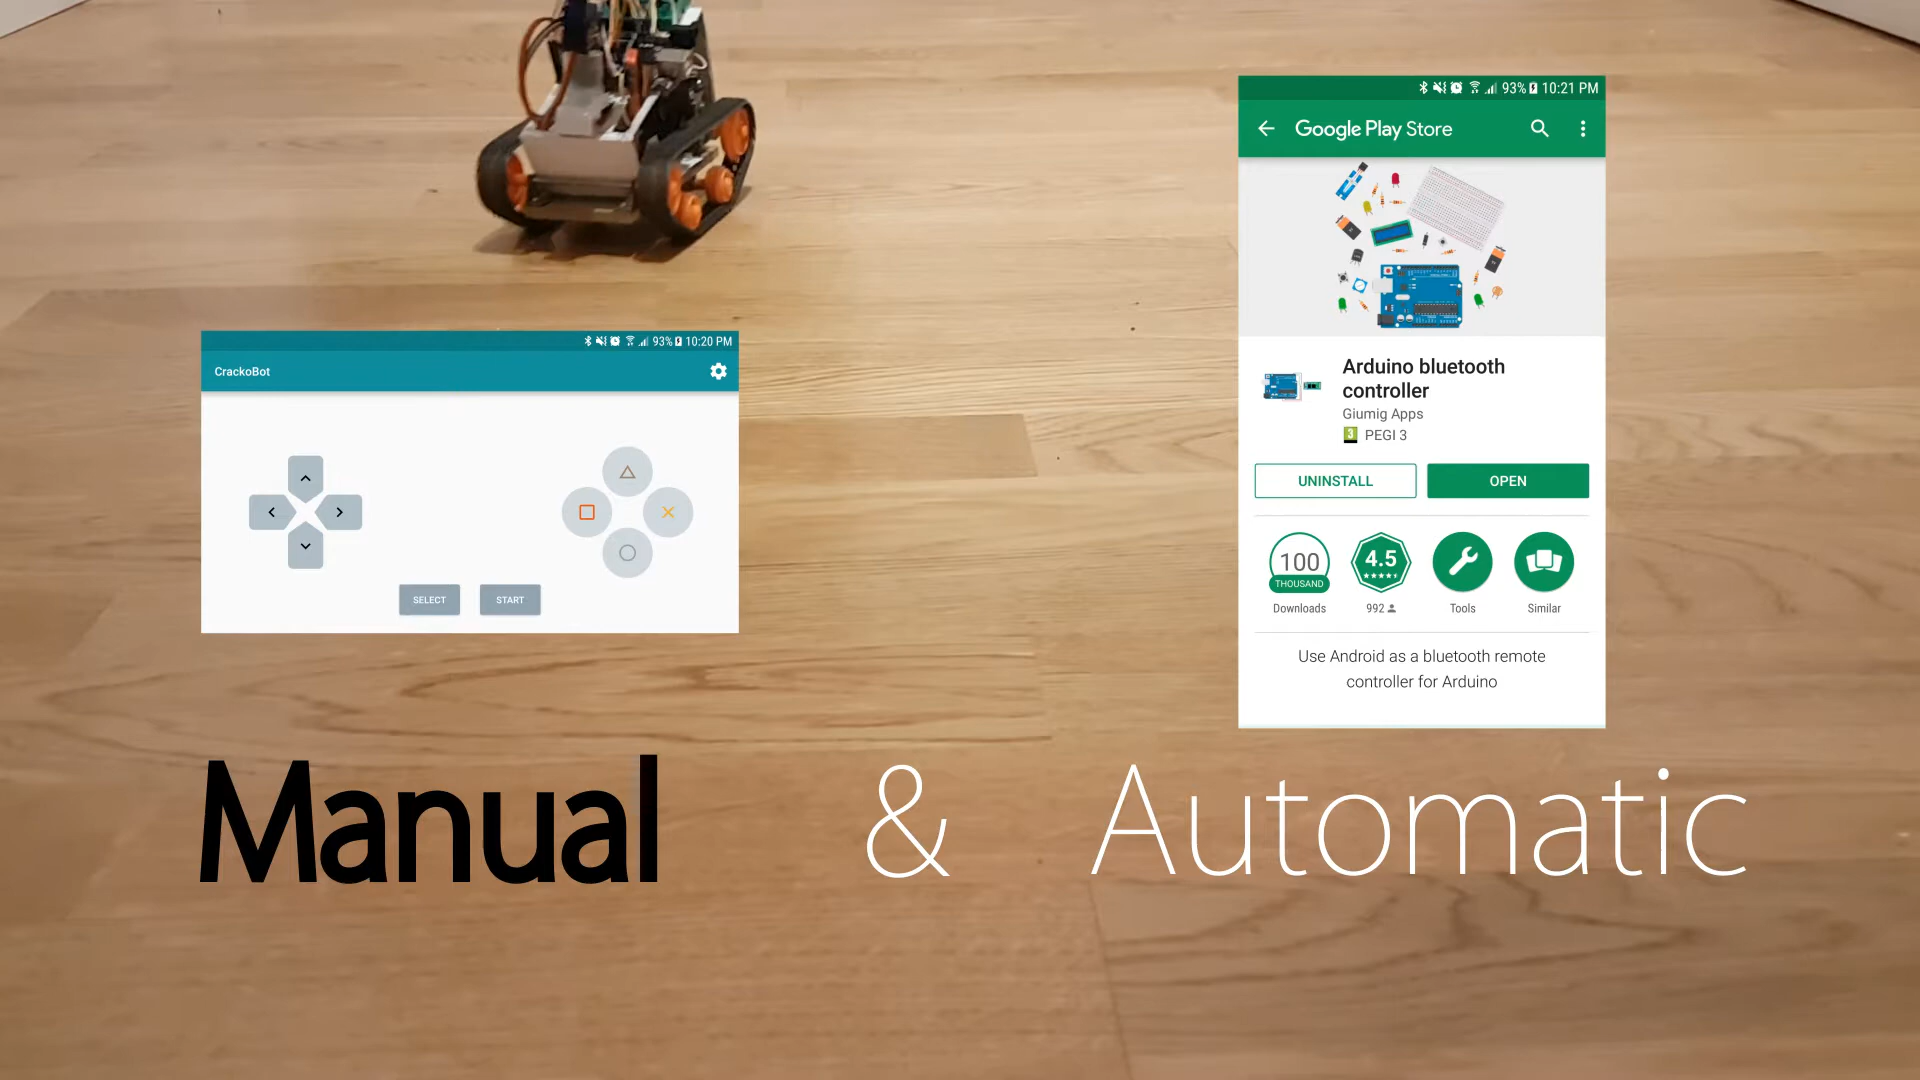 93% 10:20 PM
CrackoBot
SELECT
START
93% 10:21 PM
Google Play Store
Arduino bluetooth
controller
Giumig Apps
3 PEGI 3
UNINSTALL
OPEN
100
THOUSAND
Downloads
4.5
992
Tools
Similar
Use Android as a bluetooth remote
controller for Arduino
Manual & Automatic